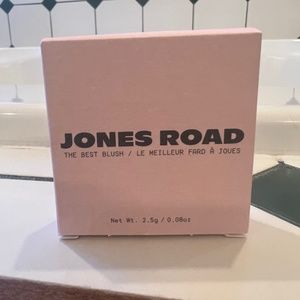 JONES ROAD
THE BEST BLUSH / LE MEILLEUR FARD À JOUES
Net Wt. 2.5g / 0.08oz